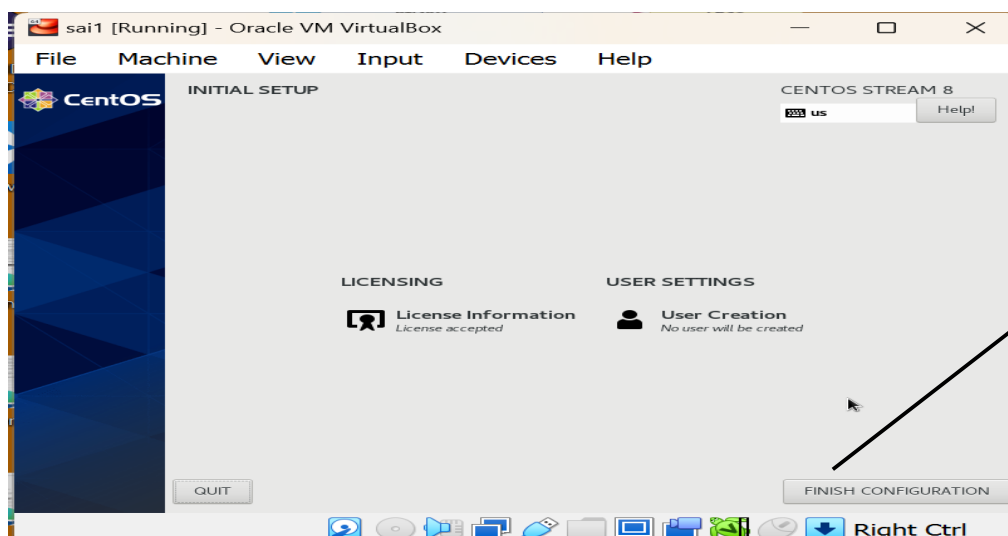 sai1 [Running] - Oracle VM VirtualBox
File Machine View Input Devices Help
CentOS
INITIAL SETUP
CENTOS STREAM 8
us
Help!
LICENSING
License Information
License accepted
USER SETTINGS
User Creation
No user will be created
QUIT
FINISH CONFIGURATION
Right Ctrl